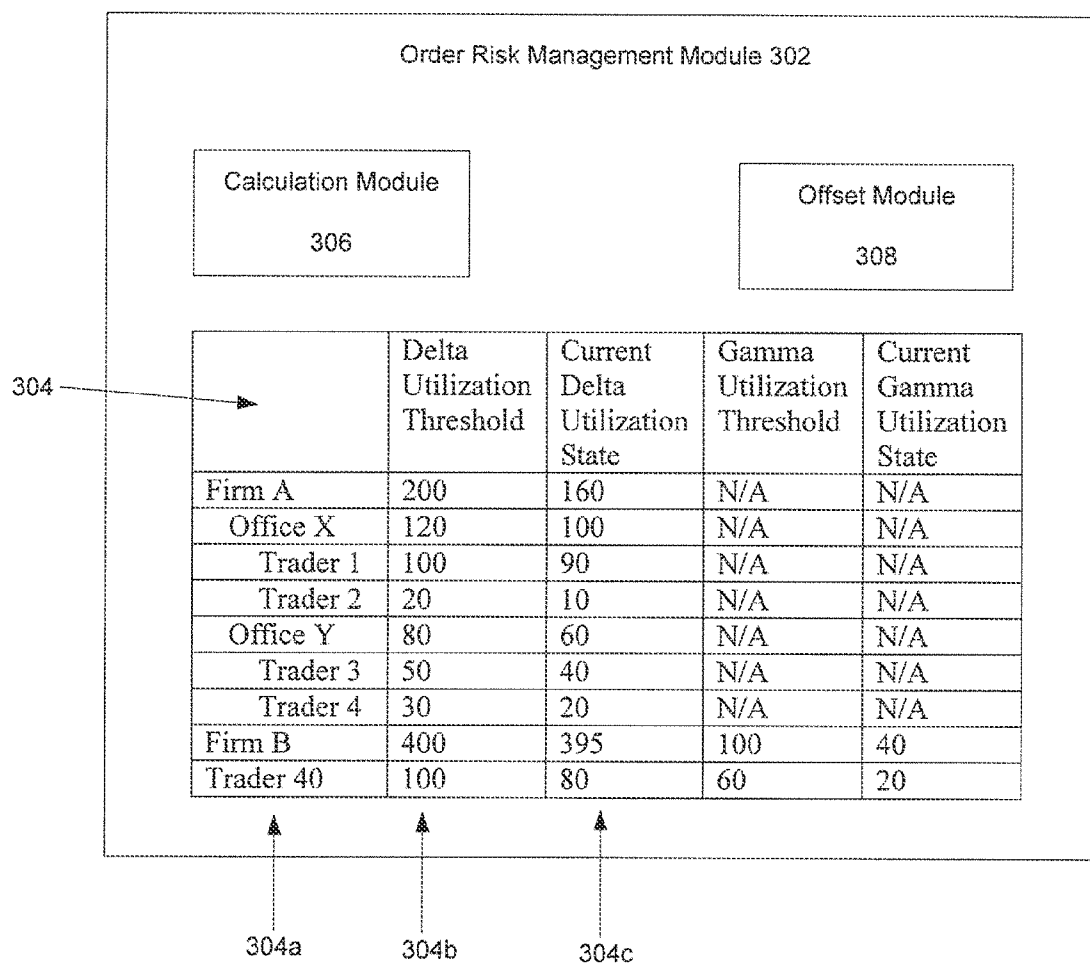 Order Risk Management Module 302
Calculation Module
306
Offset Module
308
304
Delta Utilization Threshold
Current Delta Utilization State
Gamma Utilization Threshold
Current Gamma Utilization State
Firm A 200 160 N/A N/A
Office X 120 100 N/A N/A
Trader 1 100 90 N/A N/A
Trader 2 20 10 N/A N/A
Office Y 80 60 N/A N/A
Trader 3 50 40 N/A N/A
Trader 4 30 20 N/A N/A
Firm B 400 395 100 40
Trader 40 100 80 60 20
304a 304b 304c